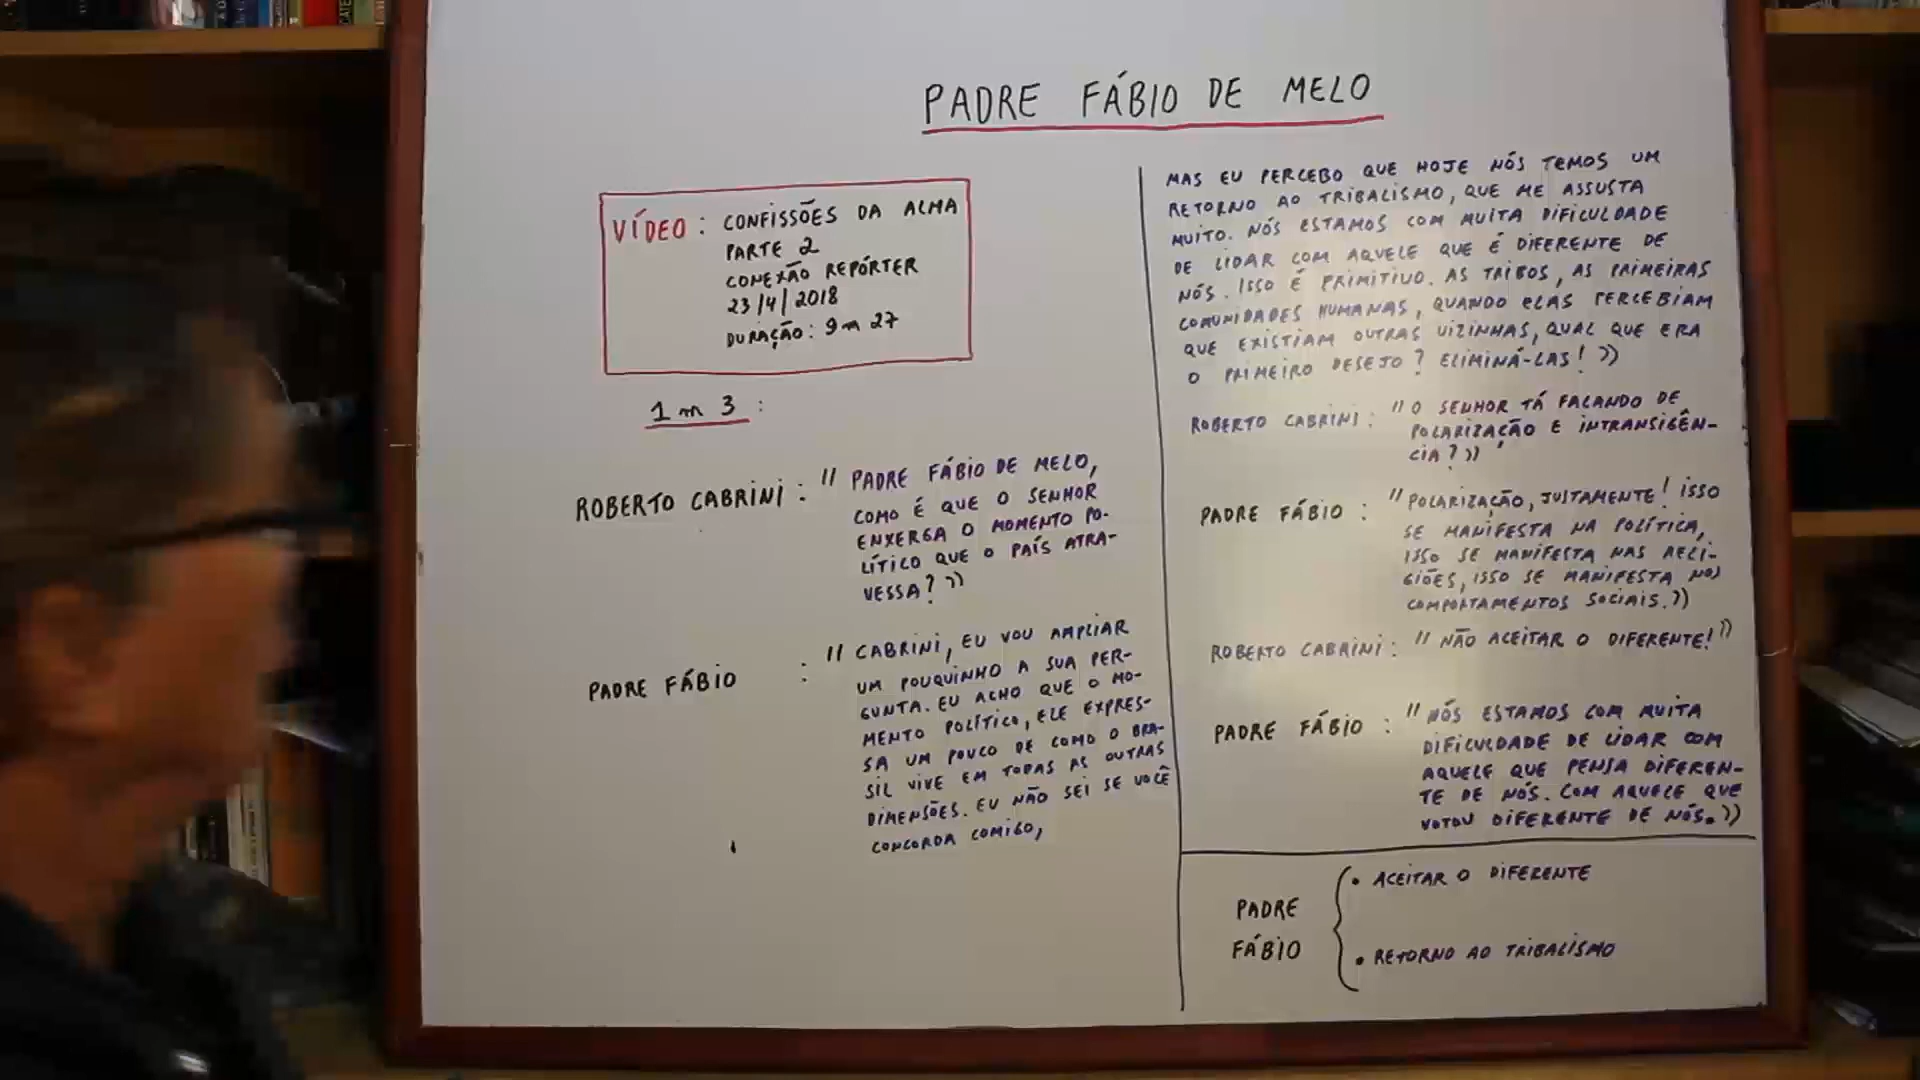 PADRE FÁBIO DE MELO
VÍDEO: CONFISSÕES DA ALMA
PARTE 2
CONEXÃO REPÓRTER
23/4/2018
DURAÇÃO: 9m 27
1m 3:
ROBERTO CABRINI: "PADRE FÁBIO DE MELO,
COMO É QUE O SENHOR
ENXERGA O MOMENTO PO-
LÍTICO QUE O PAÍS ATRA-
VESSA?"
PADRE FÁBIO : "CABRINI, EU VOU AMPLIAR
UM POUQUINHO A SUA PER-
GUNTA. EU ACHO QUE O MO-
MENTO POLÍTICO, ELE EXPRES-
SA UM POUCO DE COMO O BRA-
SIL VIVE EM TODAS AS OUTRAS
DIMENSÕES. EU NÃO SEI SE VOCÊ
CONCORDA COMIGO,
MAS EU PERCEBO QUE HOJE NÓS TEMOS UM
RETORNO AO TRIBALISMO, QUE ME ASSUSTA
MUITO. NÓS ESTAMOS COM MUITA DIFICULDADE
DE LIDAR COM AQUELE QUE É DIFERENTE DE
NÓS. ISSO É PRIMITIVO. AS TRIBOS, AS PRIMEIRAS
COMUNIDADES HUMANAS, QUANDO ELAS PERCEBIAM
QUE EXISTIAM OUTRAS VIZINHAS, QUAL QUE ERA
O PRIMEIRO DESEJO? ELIMINÁ-LAS!"
ROBERTO CABRINI: "O SENHOR TÁ FALANDO DE
POLARIZAÇÃO E INTRANSIGÊN-
CIA?"
PADRE FÁBIO : "POLARIZAÇÃO, JUSTAMENTE! ISSO
SE MANIFESTA NA POLÍTICA,
ISSO SE MANIFESTA NAS RELI-
GIÕES, ISSO SE MANIFESTA NOS
COMPORTAMENTOS SOCIAIS."
ROBERTO CABRINI: "NÃO ACEITAR O DIFERENTE!"
PADRE FÁBIO : "NÓS ESTAMOS COM MUITA
DIFICULDADE DE LIDAR COM
AQUELE QUE PENSA DIFEREN-
TE DE NÓS. COM AQUELE QUE
VOTOU DIFERENTE DE NÓS."
PADRE
FÁBIO
• ACEITAR O DIFERENTE
• RETORNO AO TRIBALISMO